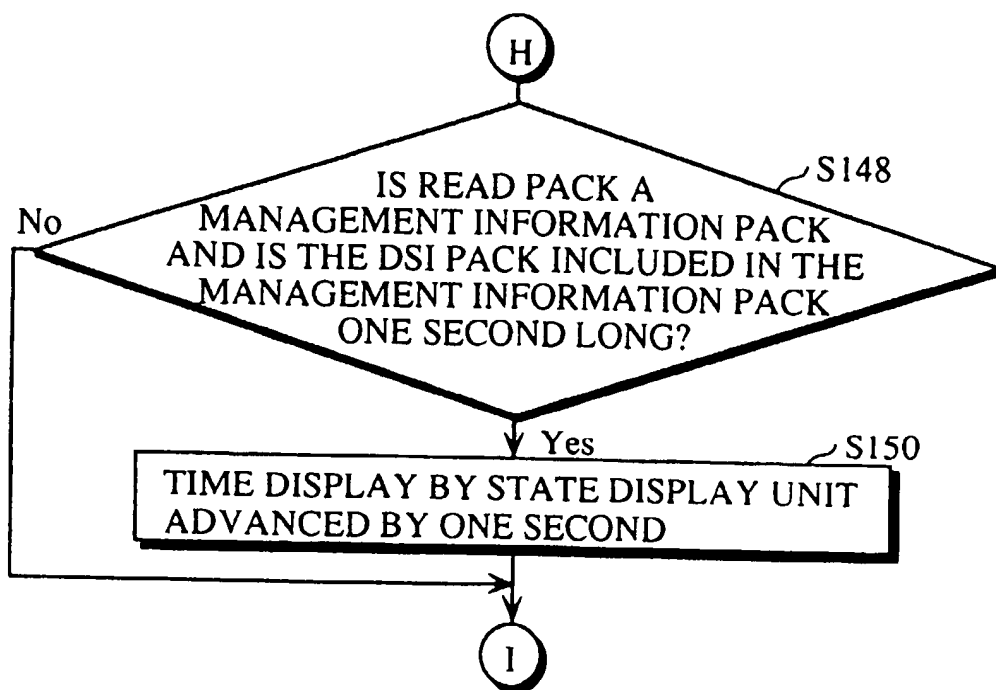 H
S148
IS READ PACK A
MANAGEMENT INFORMATION PACK
AND IS THE DSI PACK INCLUDED IN THE
MANAGEMENT INFORMATION PACK
ONE SECOND LONG?
No
Yes
S150
TIME DISPLAY BY STATE DISPLAY UNIT
ADVANCED BY ONE SECOND
I